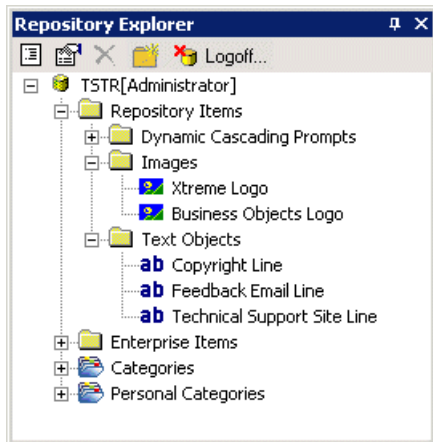 Repository Explorer
Logoff...
TSTR[Administrator]
Repository Items
Dynamic Cascading Prompts
Images
Xtreme Logo
Business Objects Logo
Text Objects
ab Copyright Line
ab Feedback Email Line
ab Technical Support Site Line
Enterprise Items
Categories
Personal Categories